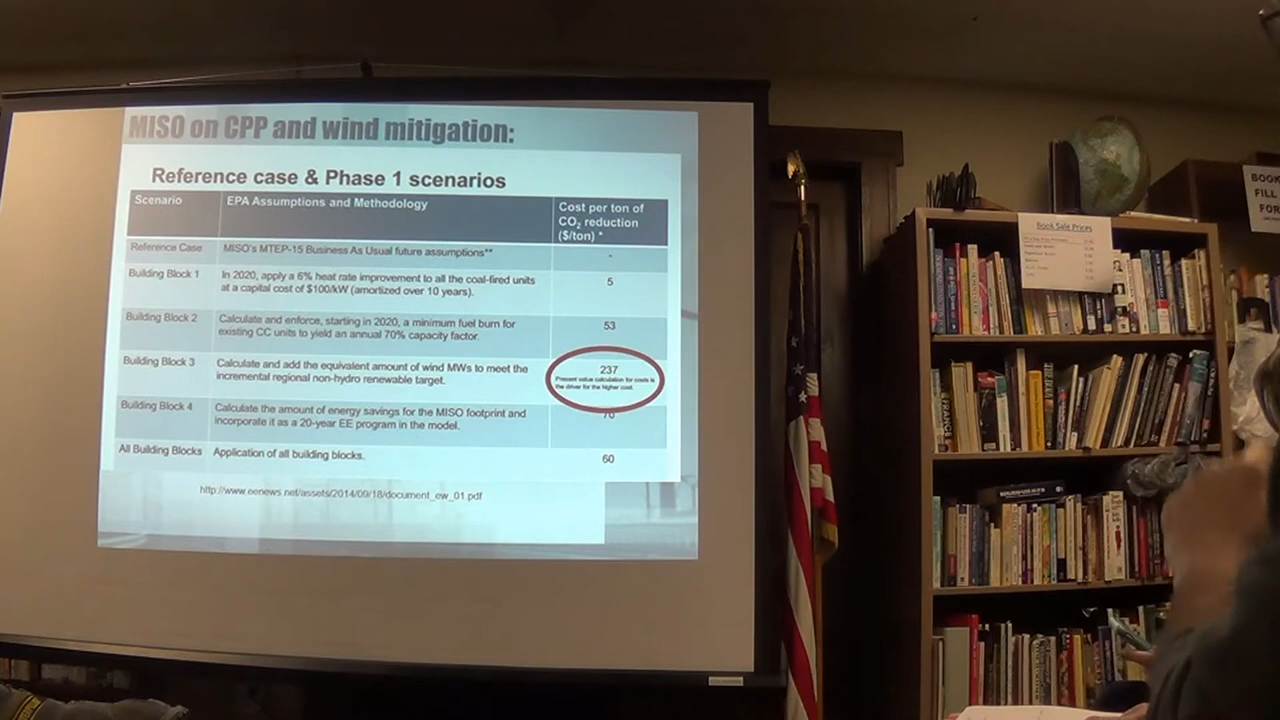 MISO on CPP and wind mitigation:
Reference case & Phase 1 scenarios
Scenario
EPA Assumptions and Methodology
Cost per ton of
CO₂ reduction
($/ton) *
Reference Case
MISO's MTEP-15 Business As Usual future assumptions**
-
Building Block 1
In 2020, apply a 6% heat rate improvement to all the coal-fired units
at a capital cost of $100/kW (amortized over 10 years).
5
Building Block 2
Calculate and enforce, starting in 2020, a minimum fuel burn for
existing CC units to yield an annual 70% capacity factor.
53
Building Block 3
Calculate and add the equivalent amount of wind MWs to meet the
incremental regional non-hydro renewable target.
237
Present value calculation for costs is
the driver for the higher cost.
Building Block 4
Calculate the amount of energy savings for the MISO footprint and
incorporate it as a 20-year EE program in the model.
70
All Building Blocks
Application of all building blocks.
60
http://www.eenews.net/assets/2014/09/18/document_ew_01.pdf
Book Sale Prices
BOOK
FILL
FOR
FRANCE